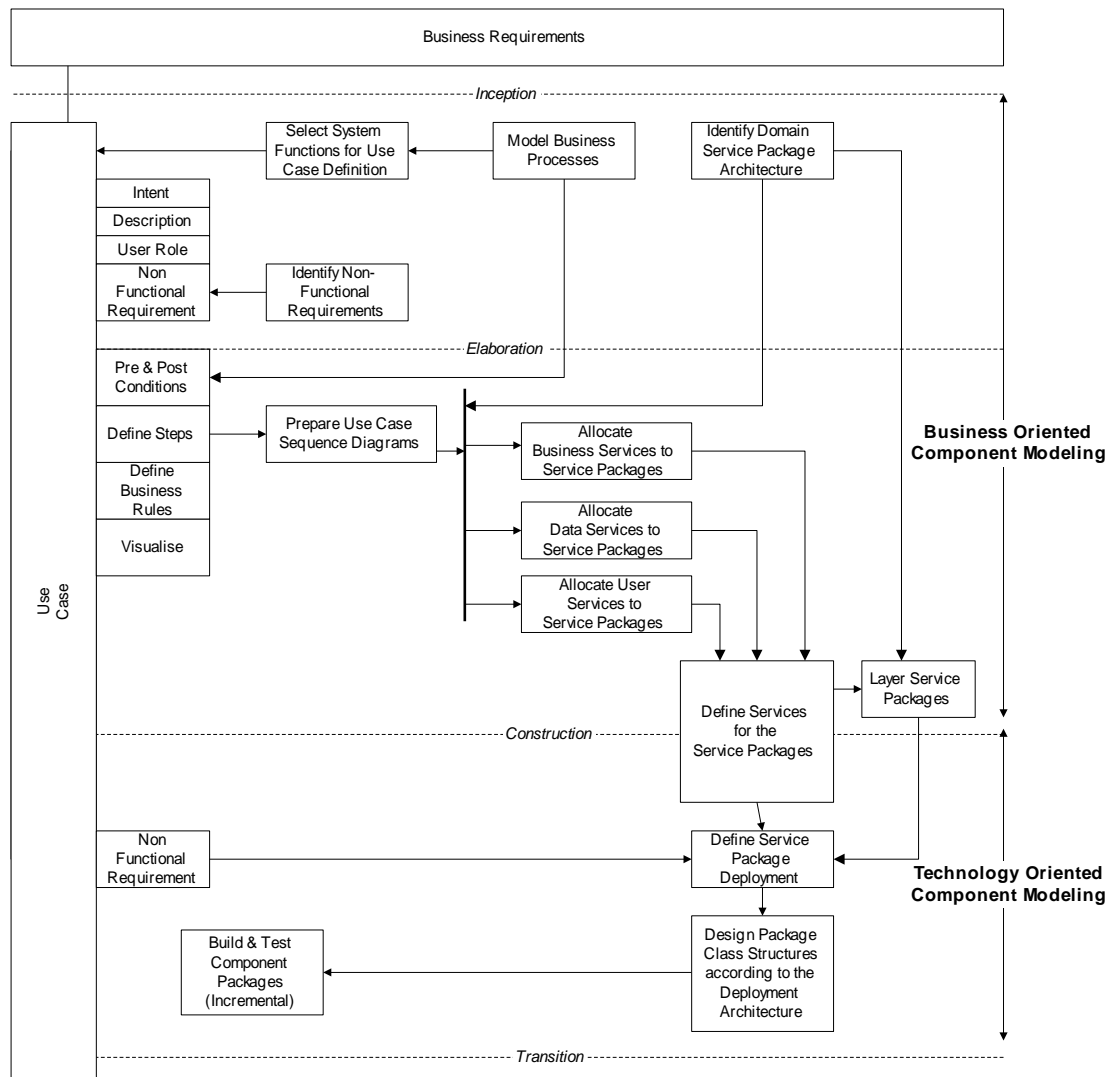 Business Requirements
Inception
Select System
Functions for Use
Case Definition
Model Business
Processes
Identify Domain
Service Package
Architecture
Intent
Description
User Role
Non
Functional
Requirement
Identify Non-
Functional
Requirements
Elaboration
Pre & Post
Conditions
Define Steps
Prepare Use Case
Sequence Diagrams
Allocate
Business Services to
Service Packages
Business Oriented
Component Modeling
Define
Business
Rules
Allocate
Data Services to
Service Packages
Visualise
Allocate User
Services to
Service Packages
Use
Case
Define Services
for the
Service Packages
Layer Service
Packages
Construction
Non
Functional
Requirement
Define Service
Package
Deployment
Technology Oriented
Component Modeling
Build & Test
Component
Packages
(Incremental)
Design Package
Class Structures
according to the
Deployment
Architecture
Transition